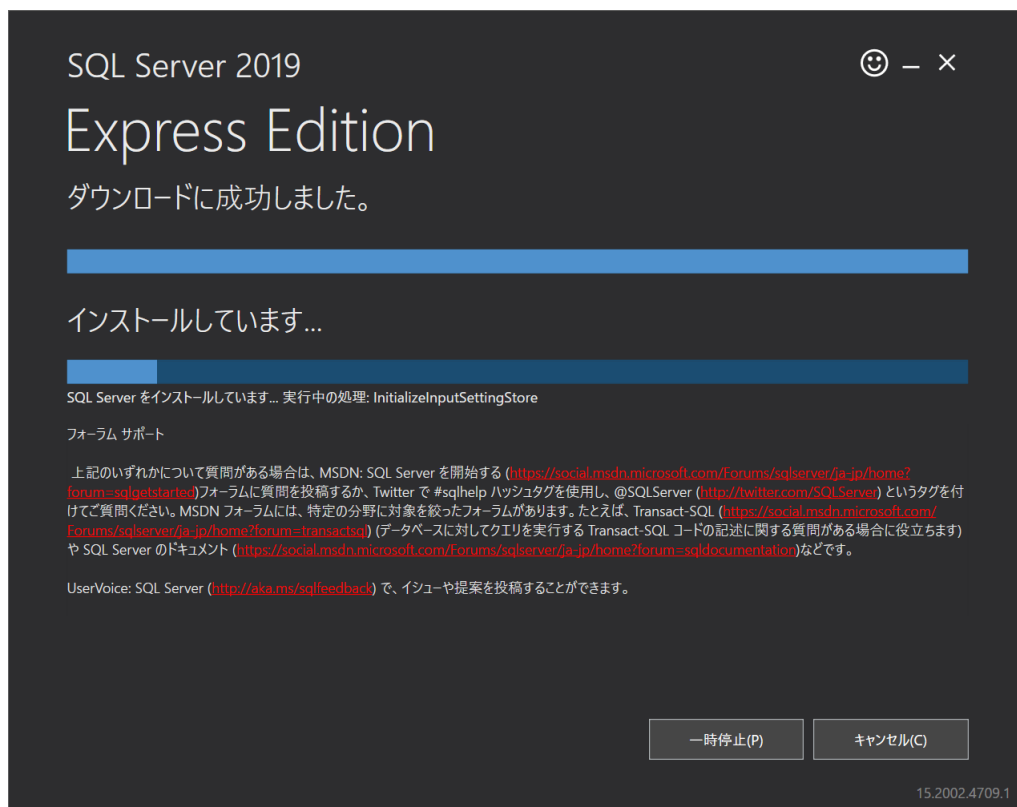 SQL Server 2019
Express Edition
ダウンロードに成功しました。
インストールしています...
SQL Server をインストールしています... 実行中の処理: InitializeInputSettingStore
フォーラム サポート
上記のいずれかについて質問がある場合は、MSDN: SQL Server を開始する (https://social.msdn.microsoft.com/Forums/sqlserver/ja-jp/home?
forum=sqlgetstarted)フォーラムに質問を投稿するか、Twitter で #sqlhelp ハッシュタグを使用し、@SQLServer (http://twitter.com/SQLServer) というタグを付
けてご質問ください。MSDN フォーラムには、特定の分野に対象を絞ったフォーラムがあります。たとえば、Transact-SQL (https://social.msdn.microsoft.com/
Forums/sqlserver/ja-jp/home?forum=transactsql) (データベースに対してクエリを実行する Transact-SQL コードの記述に関する質問がある場合に役立ちます)
や SQL Server のドキュメント (https://social.msdn.microsoft.com/Forums/sqlserver/ja-jp/home?forum=sqldocumentation)などです。
UserVoice: SQL Server (http://aka.ms/sqlfeedback) で、イシューや提案を投稿することができます。
一時停止(P)
キャンセル(C)
15.2002.4709.1